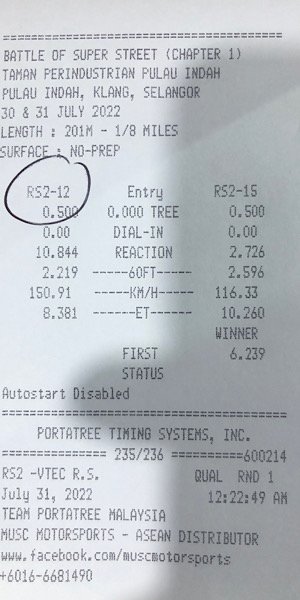 BATTLE OF SUPER STREET (CHAPTER 1)
TAMAN PERINDUSTRIAN PULAU INDAH
PULAU INDAH, KLANG, SELANGOR
30 & 31 JULY 2022
LENGTH : 201M - 1/8 MILES
SURFACE : NO-PREP
RS2-12 Entry RS2-15
0.500 0.000 TREE 0.500
0.00 DIAL-IN 0.00
10.844 REACTION 2.726
2.219 -----60FT----- 2.596
150.91 -----KM/H----- 116.33
8.381 ------ET------ 10.260
WINNER
FIRST 6.239
STATUS
Autostart Disabled
PORTATREE TIMING SYSTEMS, INC.
=============== 235/236 ==========600214
RS2 -VTEC R.S. QUAL RND 1
July 31, 2022 12:22:49 AM
TEAM PORTATREE MALAYSIA
MUSC MOTORSPORTS - ASEAN DISTRIBUTOR
www.facebook.com/muscmotorsports
+6016-6681490